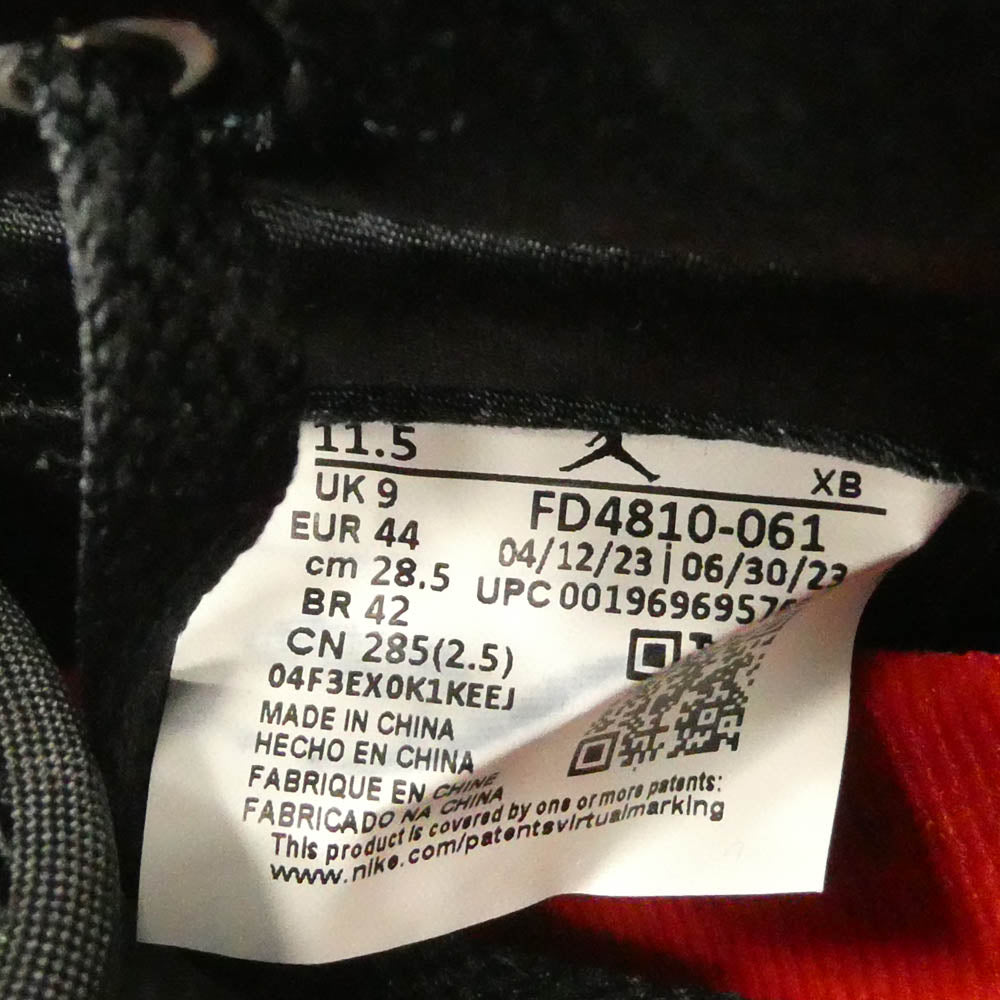 11.5
XB
UK 9
FD4810-061
EUR 44
04/12/23 | 06/30/23
cm 28.5
UPC 001969695
BR 42
CN 285(2.5)
04F3EX0K1KEEJ
MADE IN CHINA
HECHO EN CHINA
FABRIQUE EN CHINE
FABRICADO NA CHINA
This product is covered by one or more patents:
www.nike.com/patentsvirtualmarking